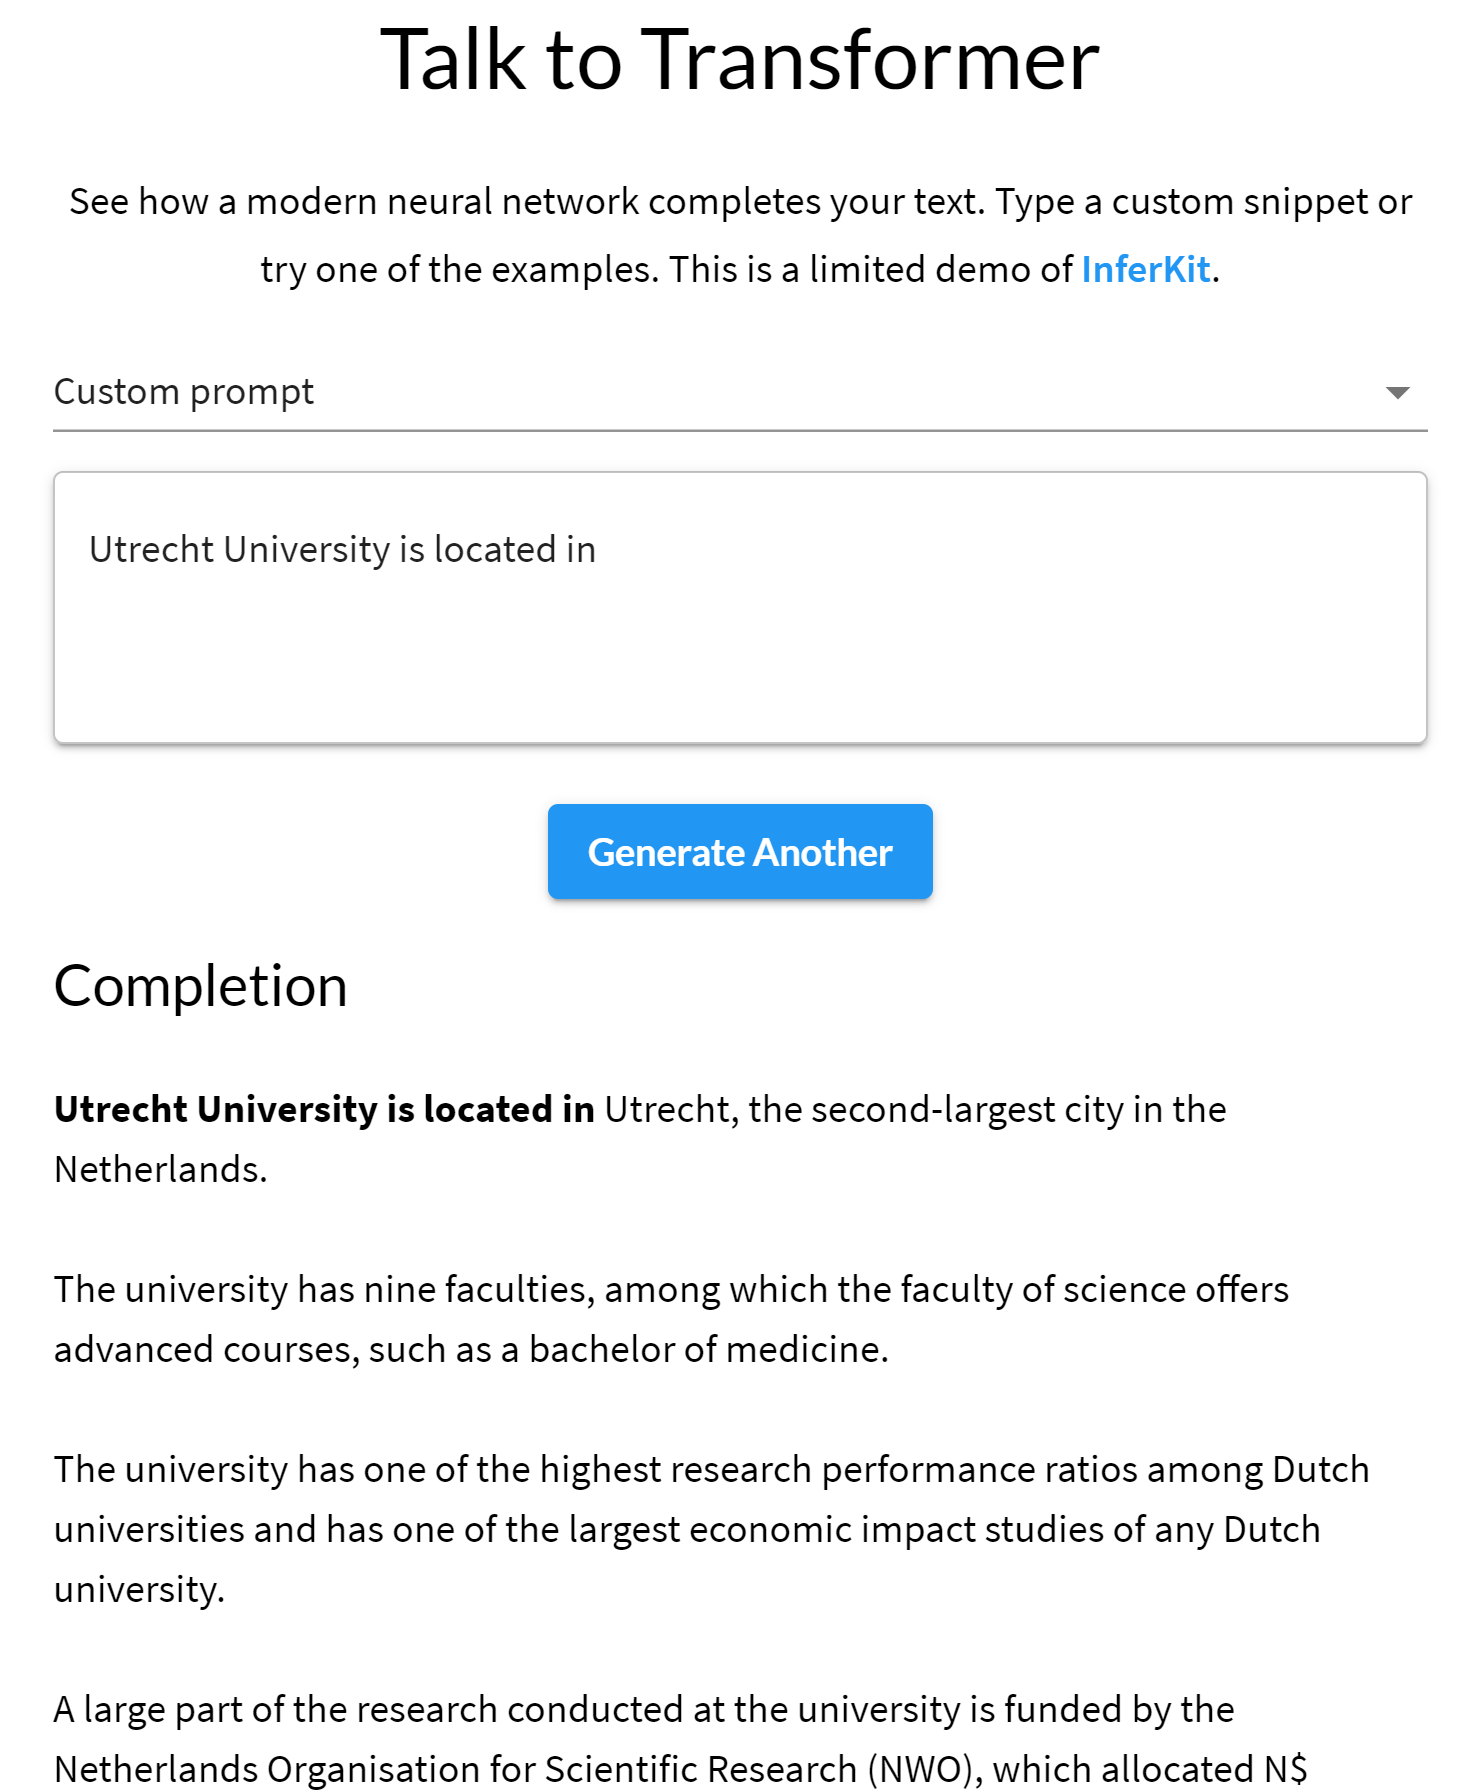 Talk to Transformer
See how a modern neural network completes your text. Type a custom snippet or
try one of the examples. This is a limited demo of InferKit.
Custom prompt
Utrecht University is located in
Generate Another
Completion
Utrecht University is located in Utrecht, the second-largest city in the
Netherlands.
The university has nine faculties, among which the faculty of science offers
advanced courses, such as a bachelor of medicine.
The university has one of the highest research performance ratios among Dutch
universities and has one of the largest economic impact studies of any Dutch
university.
A large part of the research conducted at the university is funded by the
Netherlands Organisation for Scientific Research (NWO), which allocated N$